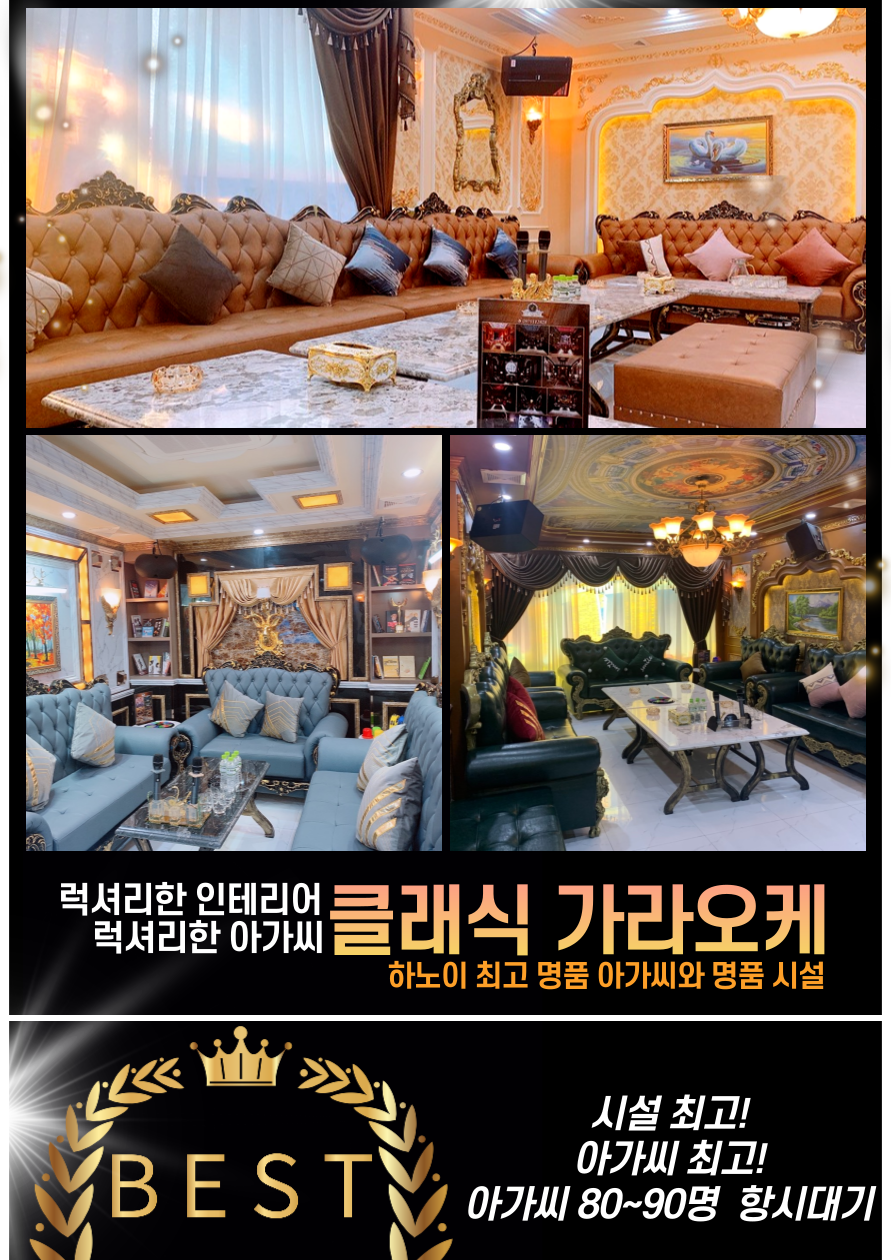 럭셔리한 인테리어
럭셔리한 아가씨
클래식 가라오케
하노이 최고 명품 아가씨와 명품 시설
BEST
시설 최고!
아가씨 최고!
아가씨 80~90명 항시대기